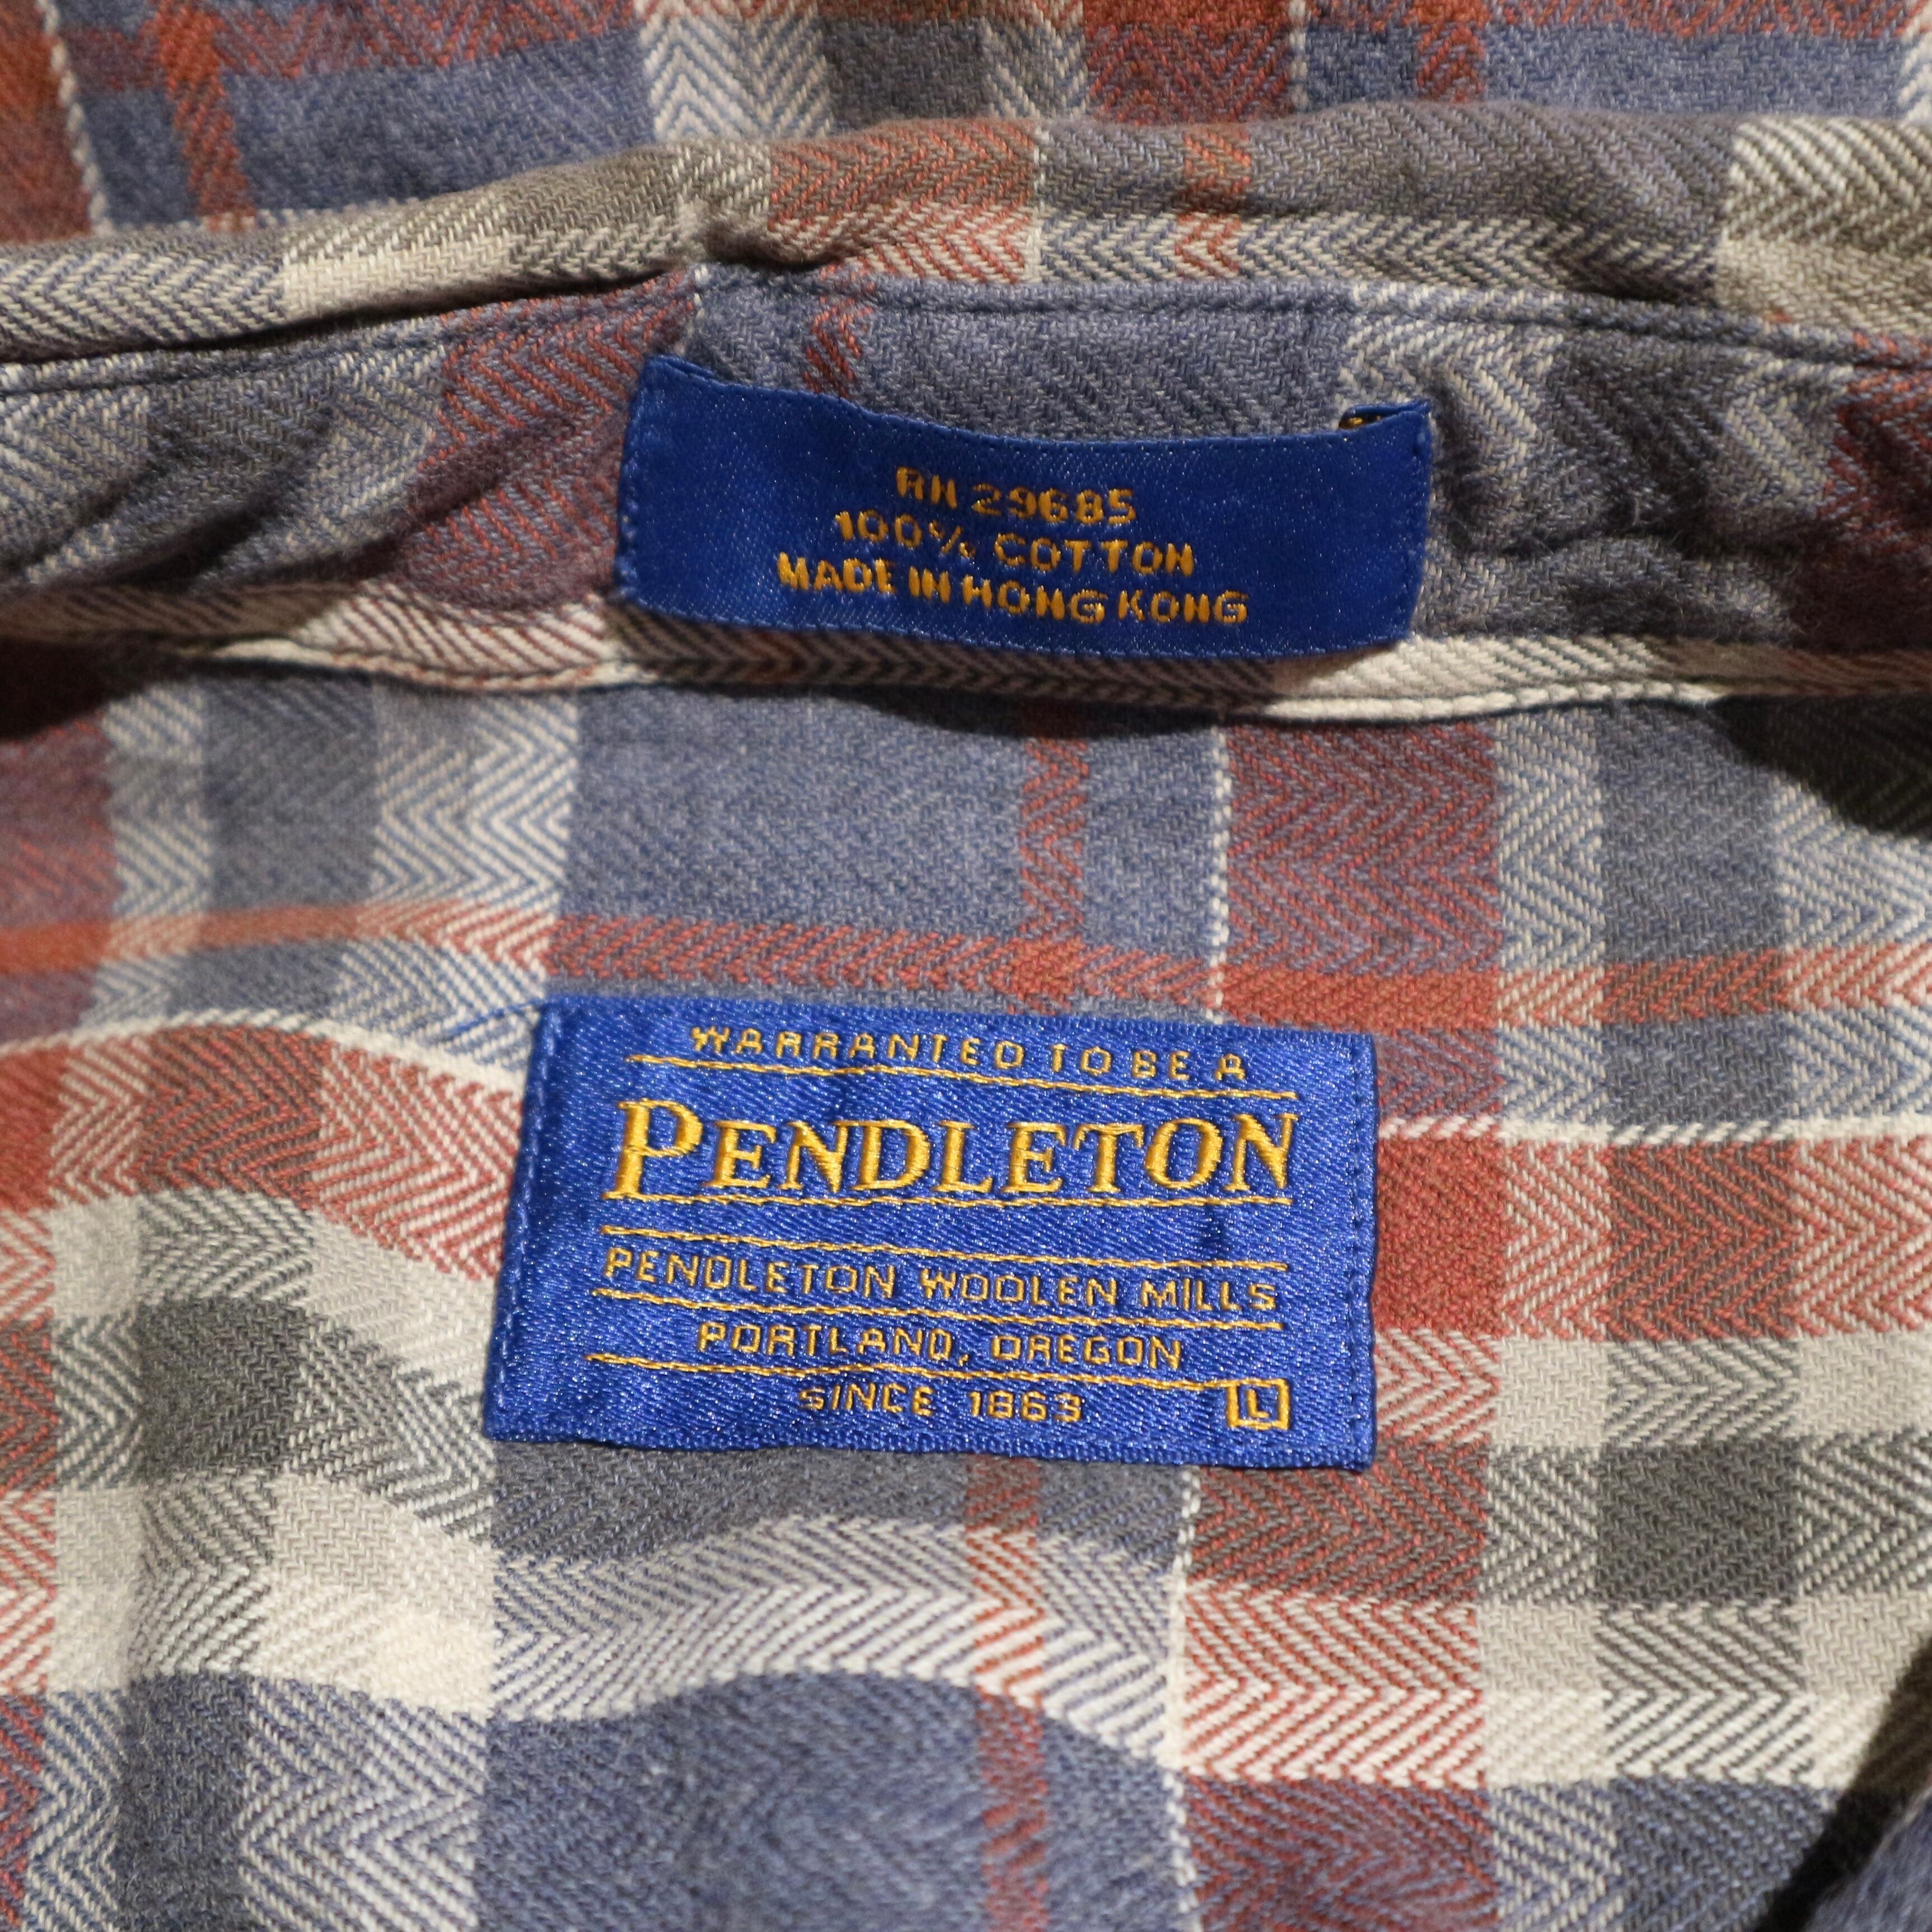 RN 29685
100% COTTON
MADE IN HONG KONG
WARRANTED TO BE A
PENDLETON
PENDLETON WOOLEN MILLS
PORTLAND, OREGON
SINCE 1863
L